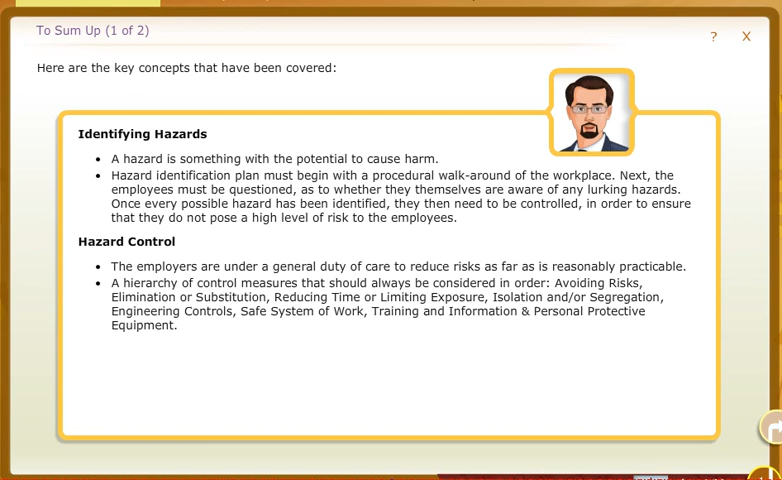 To Sum Up (1 of 2)
? X
Here are the key concepts that have been covered:
Identifying Hazards
• A hazard is something with the potential to cause harm.
• Hazard identification plan must begin with a procedural walk-around of the workplace. Next, the
employees must be questioned, as to whether they themselves are aware of any lurking hazards.
Once every possible hazard has been identified, they then need to be controlled, in order to ensure
that they do not pose a high level of risk to the employees.
Hazard Control
• The employers are under a general duty of care to reduce risks as far as is reasonably practicable.
• A hierarchy of control measures that should always be considered in order: Avoiding Risks,
Elimination or Substitution, Reducing Time or Limiting Exposure, Isolation and/or Segregation,
Engineering Controls, Safe System of Work, Training and Information & Personal Protective
Equipment.